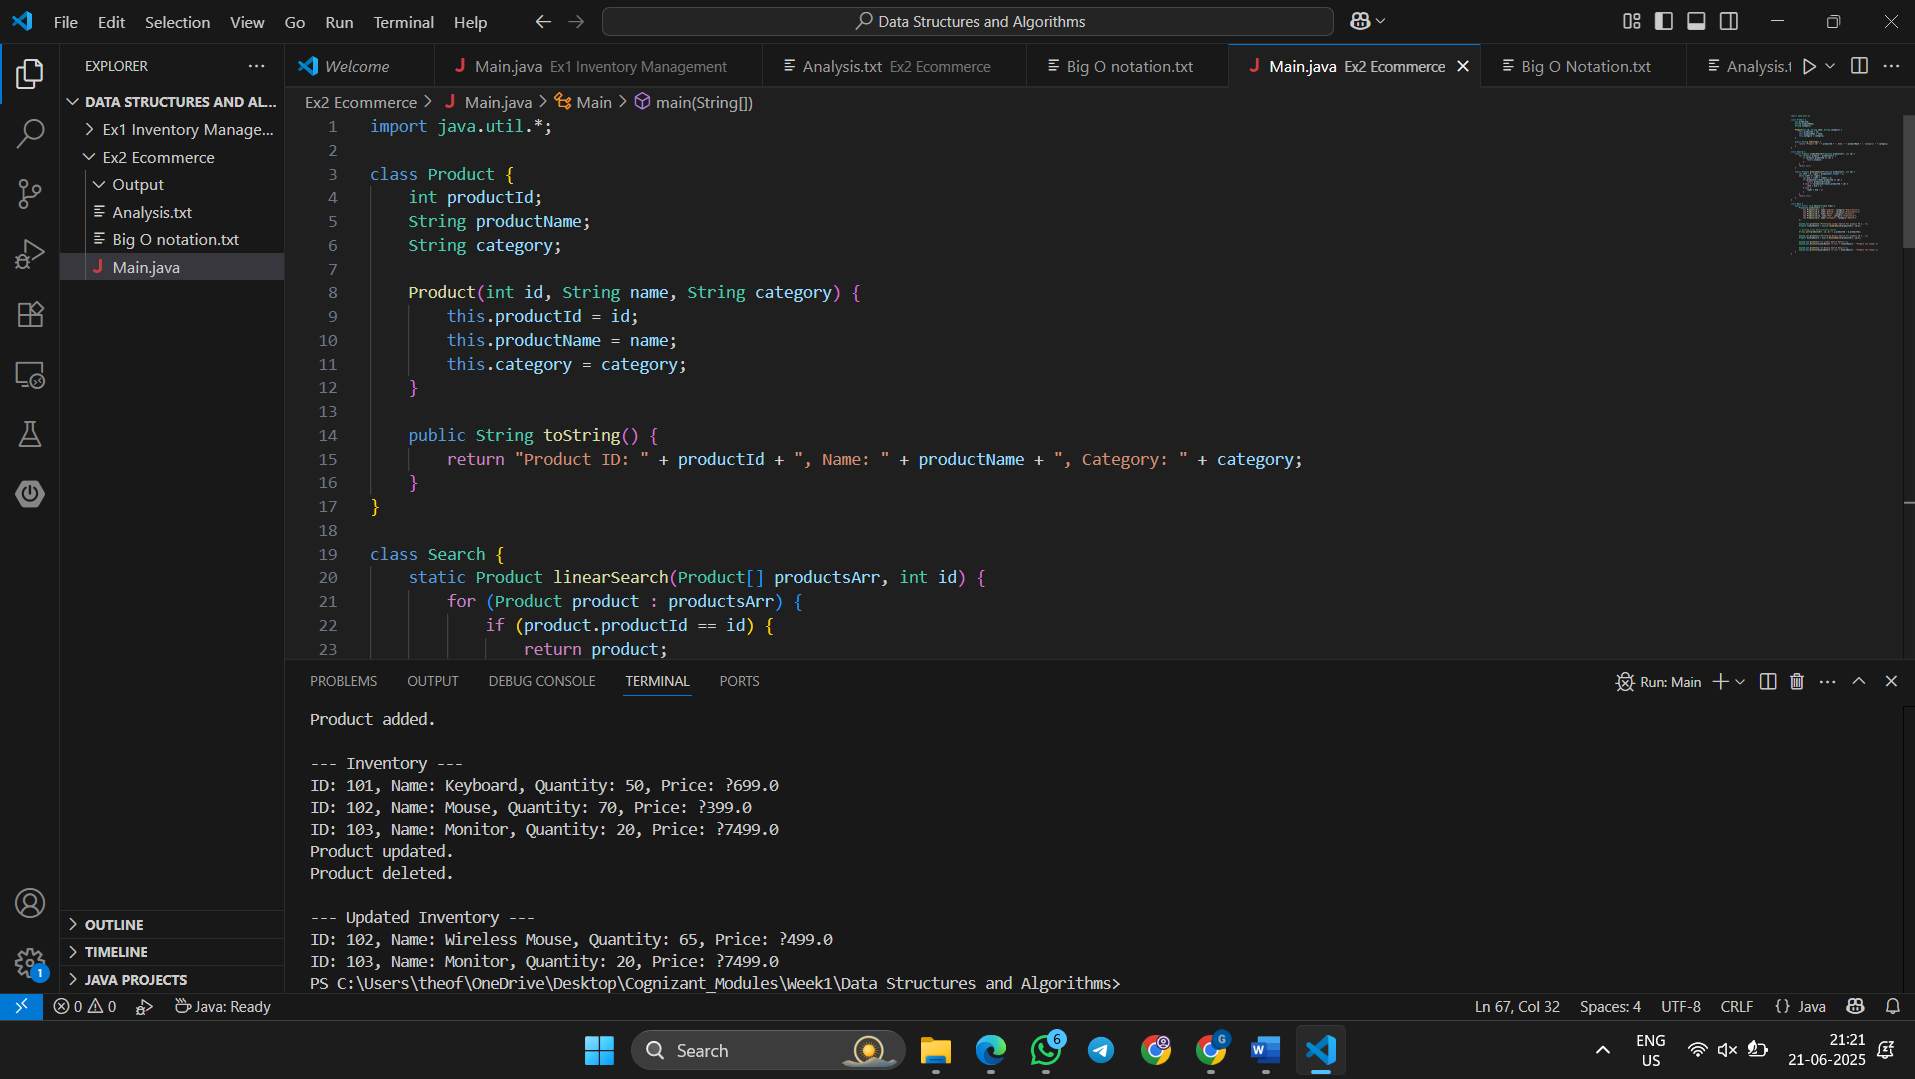 File Edit Selection View Go Run Terminal Help
Data Structures and Algorithms
EXPLORER
DATA STRUCTURES AND AL...
Ex1 Inventory Manage...
Ex2 Ecommerce
Output
Analysis.txt
Big O notation.txt
Main.java
OUTLINE
TIMELINE
JAVA PROJECTS
Welcome
Main.java Ex1 Inventory Management
Analysis.txt Ex2 Ecommerce
Big O notation.txt
Main.java Ex2 Ecommerce
Big O Notation.txt
Analysis.t
Ex2 Ecommerce > Main.java > Main > main(String[])
1 import java.util.*;
2
3 class Product {
4 int productId;
5 String productName;
6 String category;
7
8 Product(int id, String name, String category) {
9 this.productId = id;
10 this.productName = name;
11 this.category = category;
12 }
13
14 public String toString() {
15 return "Product ID: " + productId + ", Name: " + productName + ", Category: " + category;
16 }
17 }
18
19 class Search {
20 static Product linearSearch(Product[] productsArr, int id) {
21 for (Product product : productsArr) {
22 if (product.productId == id) {
23 return product;
PROBLEMS OUTPUT DEBUG CONSOLE TERMINAL PORTS
Run: Main
Product added.
--- Inventory ---
ID: 101, Name: Keyboard, Quantity: 50, Price: ?699.0
ID: 102, Name: Mouse, Quantity: 70, Price: ?399.0
ID: 103, Name: Monitor, Quantity: 20, Price: ?7499.0
Product updated.
Product deleted.
--- Updated Inventory ---
ID: 102, Name: Wireless Mouse, Quantity: 65, Price: ?499.0
ID: 103, Name: Monitor, Quantity: 20, Price: ?7499.0
PS C:\Users\theof\OneDrive\Desktop\Cognizant_Modules\Week1\Data Structures and Algorithms>
1
0 0 Java: Ready
Ln 67, Col 32 Spaces: 4 UTF-8 CRLF {} Java
Search
6
G
W
ENG
US
21:21
21-06-2025